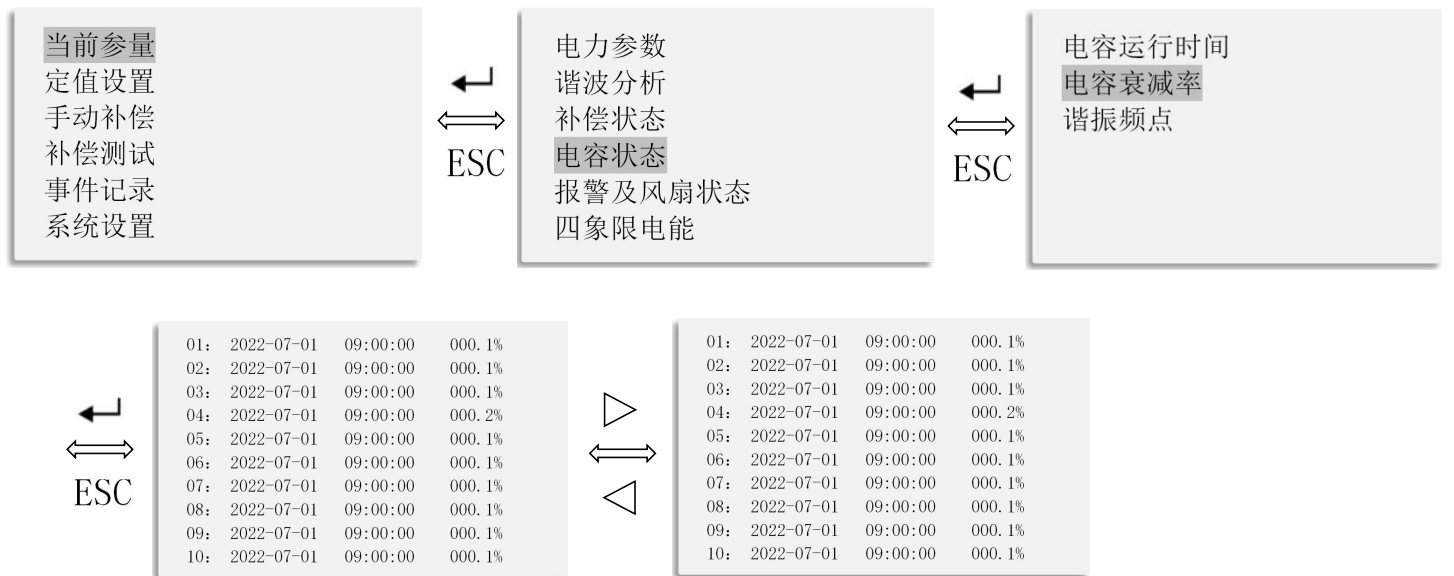 当前参量
定值设置
手动补偿
补偿测试
事件记录
系统设置
ESC
电力参数
谐波分析
补偿状态
电容状态
报警及风扇状态
四象限电能
ESC
电容运行时间
电容衰减率
谐振频点
ESC
01: 2022-07-01 09:00:00 000.1%
02: 2022-07-01 09:00:00 000.1%
03: 2022-07-01 09:00:00 000.1%
04: 2022-07-01 09:00:00 000.2%
05: 2022-07-01 09:00:00 000.1%
06: 2022-07-01 09:00:00 000.1%
07: 2022-07-01 09:00:00 000.1%
08: 2022-07-01 09:00:00 000.1%
09: 2022-07-01 09:00:00 000.1%
10: 2022-07-01 09:00:00 000.1%
01: 2022-07-01 09:00:00 000.1%
02: 2022-07-01 09:00:00 000.1%
03: 2022-07-01 09:00:00 000.1%
04: 2022-07-01 09:00:00 000.2%
05: 2022-07-01 09:00:00 000.1%
06: 2022-07-01 09:00:00 000.1%
07: 2022-07-01 09:00:00 000.1%
08: 2022-07-01 09:00:00 000.1%
09: 2022-07-01 09:00:00 000.1%
10: 2022-07-01 09:00:00 000.1%